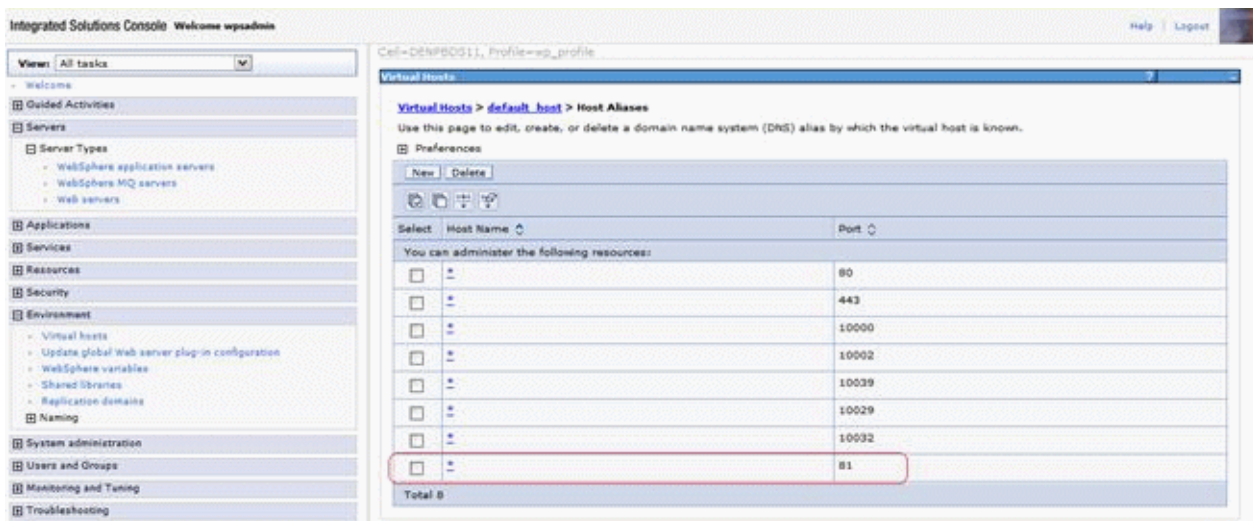 Integrated Solutions Console Welcome wpsadmin
Help | Logout
View: All tasks
Welcome
Guided Activities
Servers
Server Types
WebSphere application servers
WebSphere MQ servers
Web servers
Applications
Services
Resources
Security
Environment
Virtual hosts
Update global Web server plug-in configuration
WebSphere variables
Shared libraries
Replication domains
Naming
System administration
Users and Groups
Monitoring and Tuning
Troubleshooting
Profile=wp_profile
Virtual Hosts
?
Virtual Hosts > default_host > Host Aliases
Use this page to edit, create, or delete a domain name system (DNS) alias by which the virtual host is known.
Preferences
New Delete
Select Host Name Port
You can administer the following resources:
* 80
* 443
* 10000
* 10002
* 10039
* 10029
* 10032
* 81
Total 8